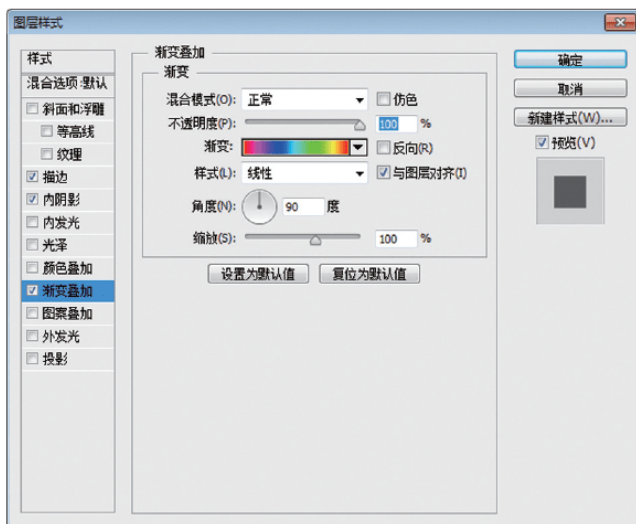 图层样式
样式
混合选项:默认
斜面和浮雕
等高线
纹理
描边
内阴影
内发光
光泽
颜色叠加
渐变叠加
图案叠加
外发光
投影
渐变叠加
渐变
混合模式(O): 正常 仿色
不透明度(P): 100 %
渐变: 反向(R)
样式(L): 线性 与图层对齐(I)
角度(N): 90 度
缩放(S): 100 %
设置为默认值 复位为默认值
确定
取消
新建样式(W)...
预览(V)